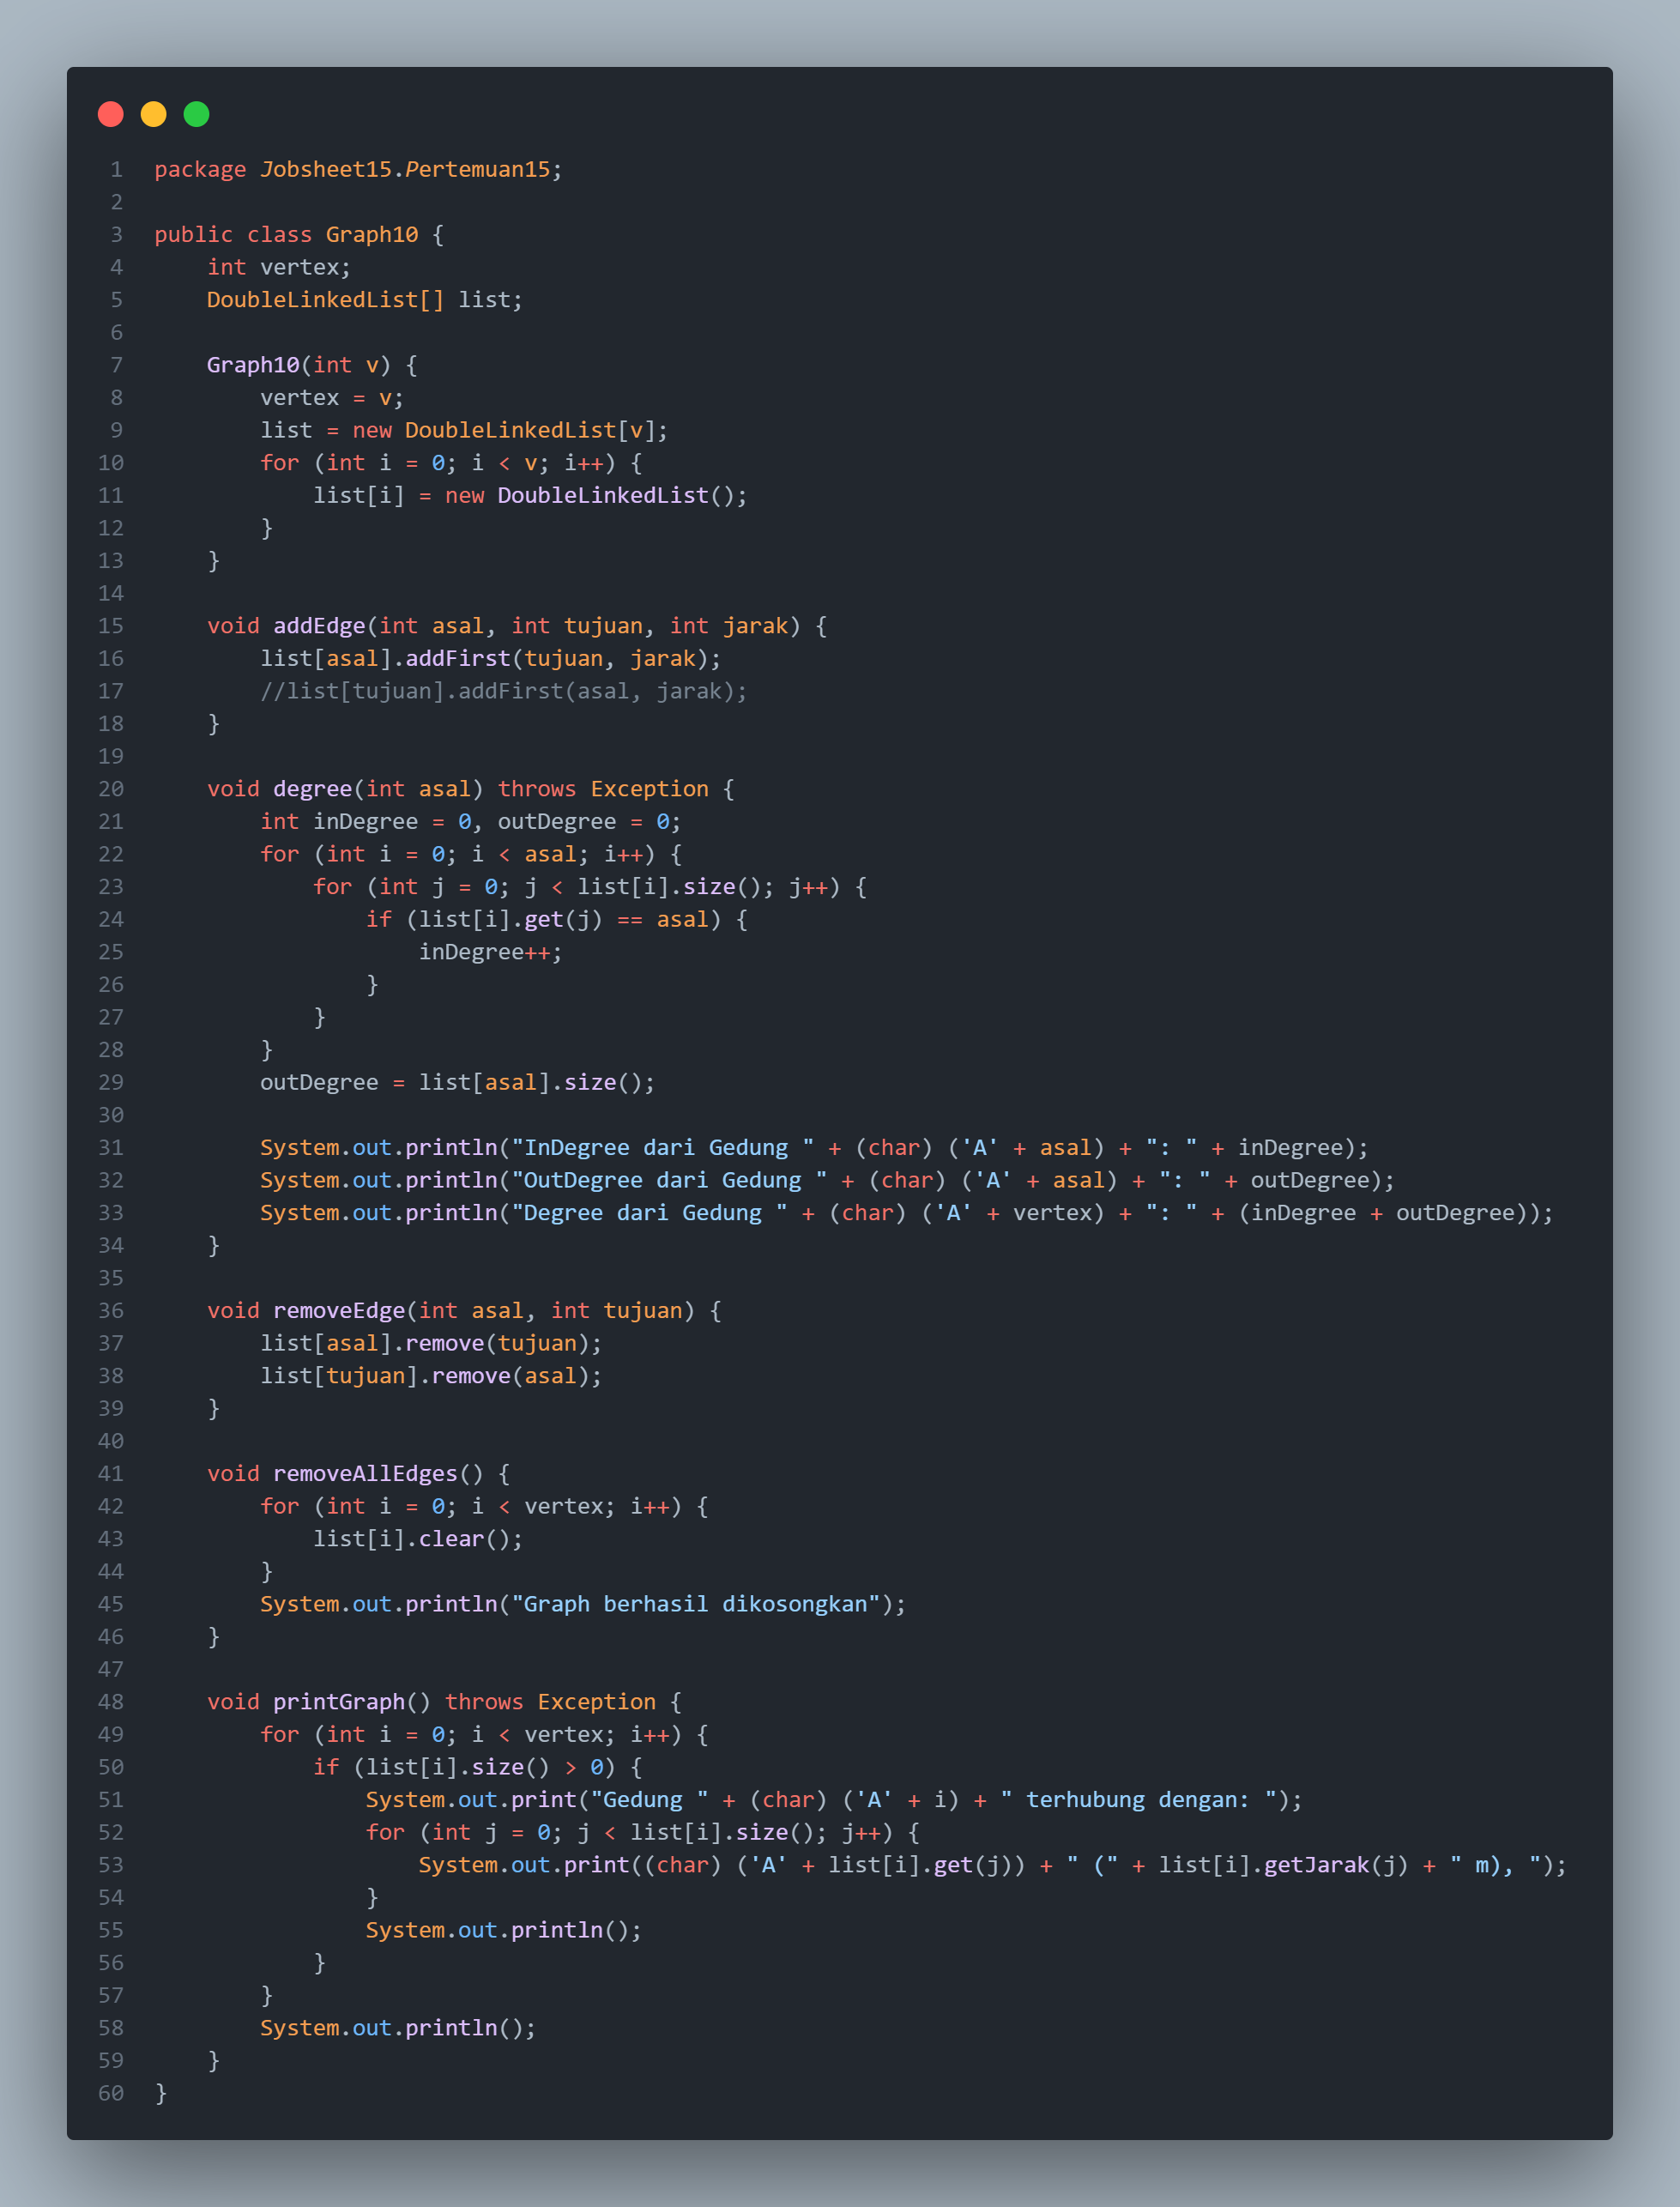 1 package Jobsheet15.Pertemuan15;
2
3 public class Graph10 {
4     int vertex;
5     DoubleLinkedList[] list;
6
7     Graph10(int v) {
8         vertex = v;
9         list = new DoubleLinkedList[v];
10         for (int i = 0; i < v; i++) {
11             list[i] = new DoubleLinkedList();
12         }
13     }
14
15     void addEdge(int asal, int tujuan, int jarak) {
16         list[asal].addFirst(tujuan, jarak);
17         //list[tujuan].addFirst(asal, jarak);
18     }
19
20     void degree(int asal) throws Exception {
21         int inDegree = 0, outDegree = 0;
22         for (int i = 0; i < asal; i++) {
23             for (int j = 0; j < list[i].size(); j++) {
24                 if (list[i].get(j) == asal) {
25                     inDegree++;
26                 }
27             }
28         }
29         outDegree = list[asal].size();
30
31         System.out.println("InDegree dari Gedung " + (char) ('A' + asal) + ": " + inDegree);
32         System.out.println("OutDegree dari Gedung " + (char) ('A' + asal) + ": " + outDegree);
33         System.out.println("Degree dari Gedung " + (char) ('A' + vertex) + ": " + (inDegree + outDegree));
34     }
35
36     void removeEdge(int asal, int tujuan) {
37         list[asal].remove(tujuan);
38         list[tujuan].remove(asal);
39     }
40
41     void removeAllEdges() {
42         for (int i = 0; i < vertex; i++) {
43             list[i].clear();
44         }
45         System.out.println("Graph berhasil dikosongkan");
46     }
47
48     void printGraph() throws Exception {
49         for (int i = 0; i < vertex; i++) {
50             if (list[i].size() > 0) {
51                 System.out.print("Gedung " + (char) ('A' + i) + " terhubung dengan: ");
52                 for (int j = 0; j < list[i].size(); j++) {
53                     System.out.print((char) ('A' + list[i].get(j)) + " (" + list[i].getJarak(j) + " m), ");
54                 }
55                 System.out.println();
56             }
57         }
58         System.out.println();
59     }
60 }